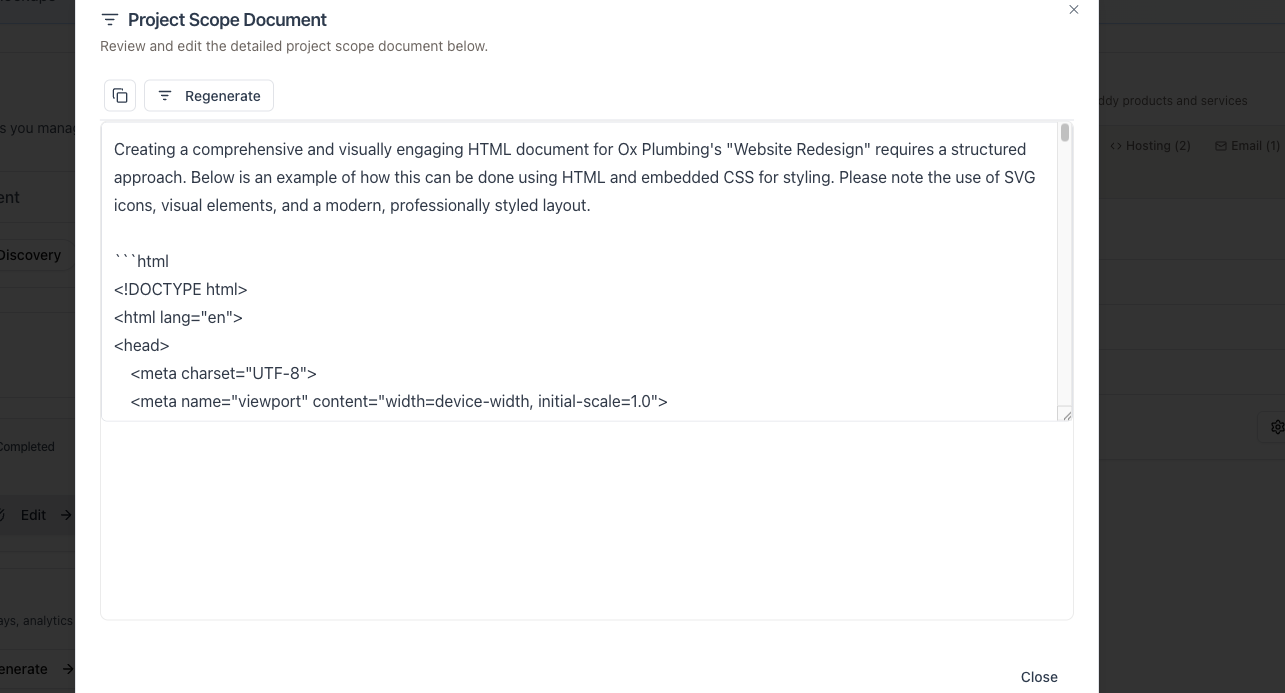 Project Scope Document
Review and edit the detailed project scope document below.
Regenerate
Creating a comprehensive and visually engaging HTML document for Ox Plumbing's "Website Redesign" requires a structured
approach. Below is an example of how this can be done using HTML and embedded CSS for styling. Please note the use of SVG
icons, visual elements, and a modern, professionally styled layout.
```html
<!DOCTYPE html>
<html lang="en">
<head>
    <meta charset="UTF-8">
    <meta name="viewport" content="width=device-width, initial-scale=1.0">
Close
s you mana
ent
Discovery
Completed
Edit
ays, analytics
enerate
ddy products and services
Hosting (2)
Email (1)